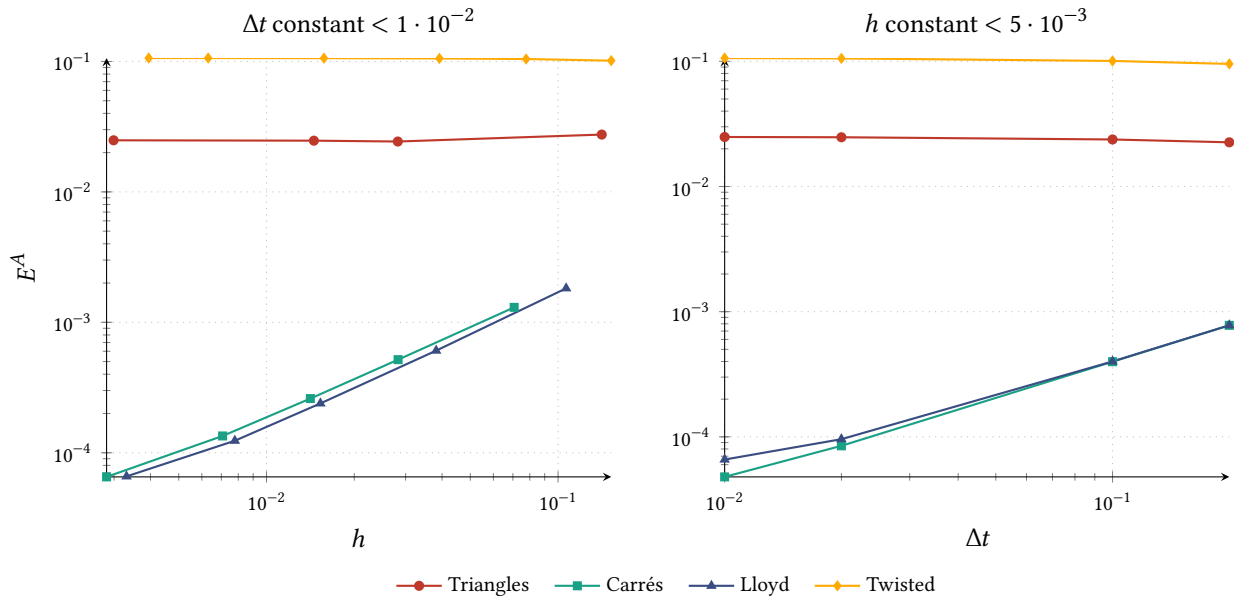 Δt constant < 1 · 10⁻²
h constant < 5 · 10⁻³
10⁻¹
10⁻²
10⁻³
10⁻⁴
E^A
10⁻²
10⁻¹
h
10⁻¹
10⁻²
10⁻³
10⁻⁴
10⁻²
10⁻¹
Δt
Triangles Carrés Lloyd Twisted